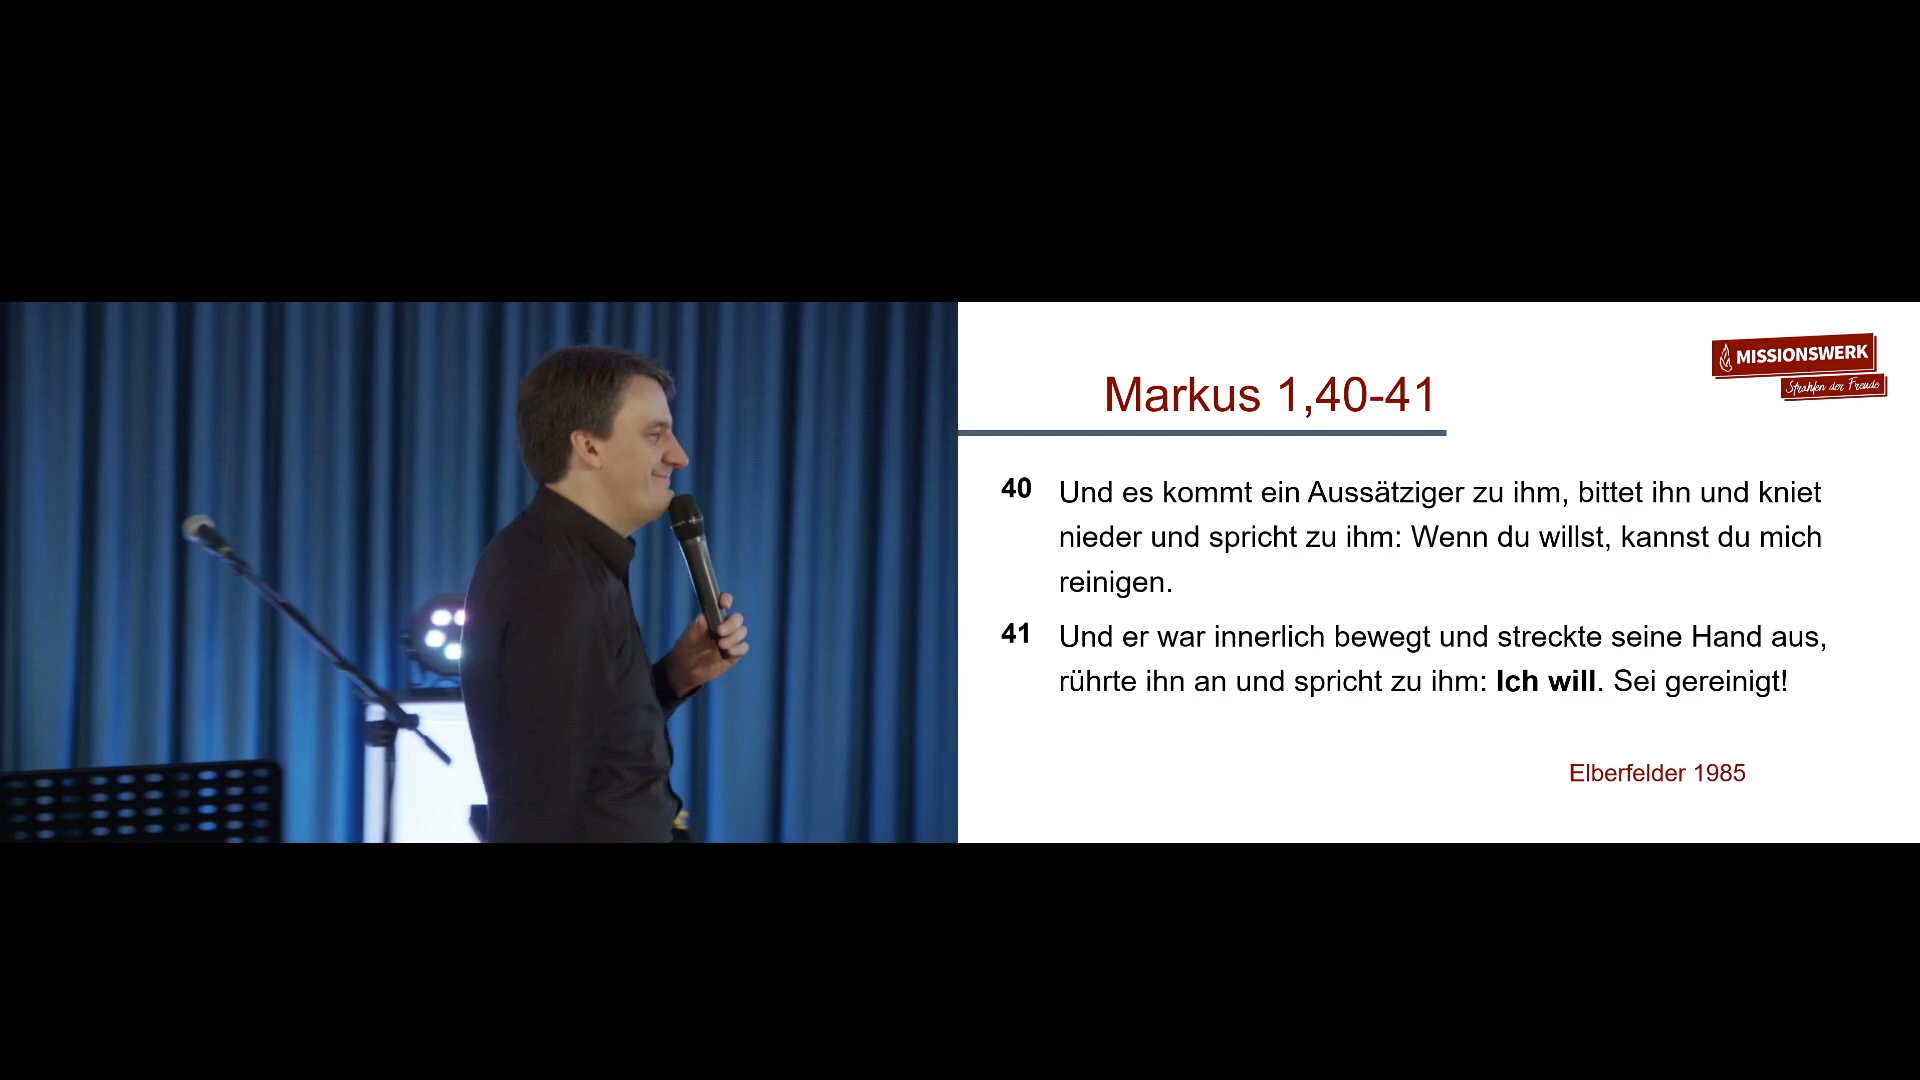 MISSIONSWERK
Strahlen der Freude
Markus 1,40-41
40 Und es kommt ein Aussätziger zu ihm, bittet ihn und kniet
nieder und spricht zu ihm: Wenn du willst, kannst du mich
reinigen.
41 Und er war innerlich bewegt und streckte seine Hand aus,
rührte ihn an und spricht zu ihm: Ich will. Sei gereinigt!
Elberfelder 1985